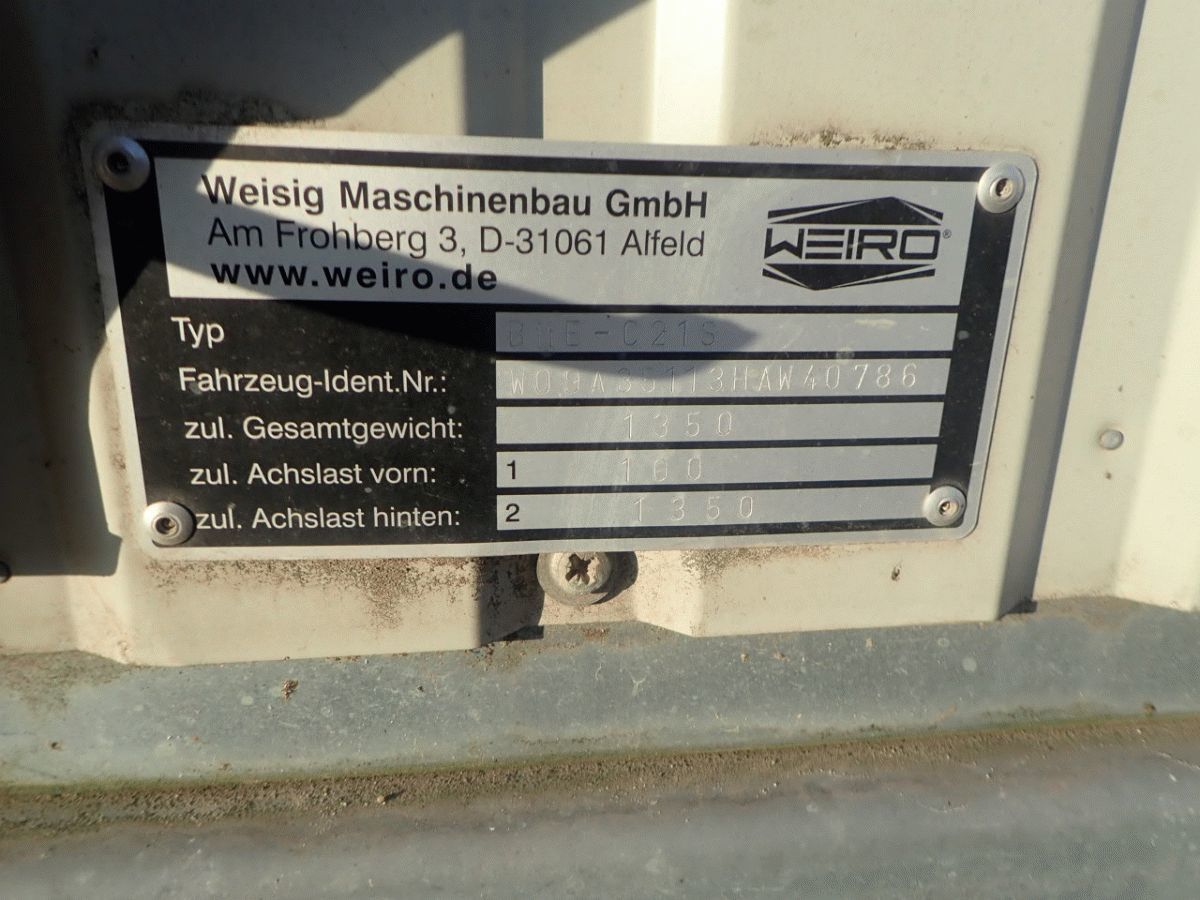 Weisig Maschinenbau GmbH
Am Frohberg 3, D-31061 Alfeld
www.weiro.de
WEIRO®
Typ
Fahrzeug-Ident.Nr.: W09A35113HAW40786
zul. Gesamtgewicht: 1350
zul. Achslast vorn: 1 100
zul. Achslast hinten: 2 1350